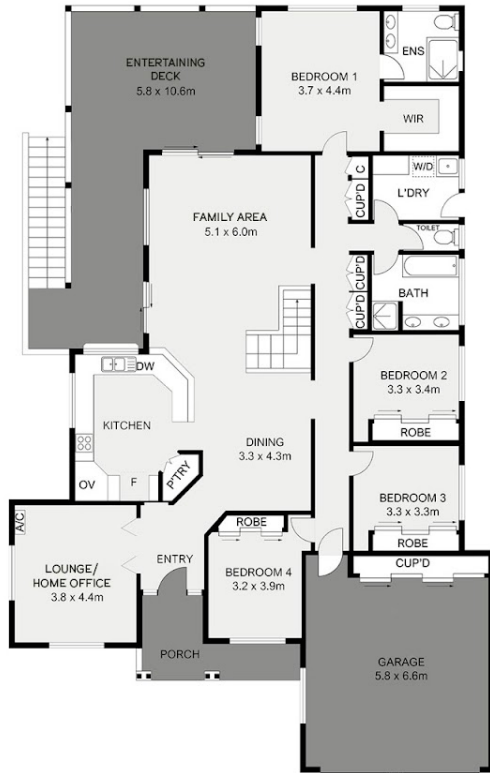 ENTERTAINING
DECK
5.8 x 10.6m
BEDROOM 1
3.7 x 4.4m
ENS
WIR
C
CUP'D
W/D
L'DRY
FAMILY AREA
5.1 x 6.0m
TOILET
CUP'D
CUP'D
BATH
DW
KITCHEN
BEDROOM 2
3.3 x 3.4m
ROBE
DINING
3.3 x 4.3m
OV
F
P'TRY
BEDROOM 3
3.3 x 3.3m
ROBE
A/C
LOUNGE/
HOME OFFICE
3.8 x 4.4m
ENTRY
ROBE
BEDROOM 4
3.2 x 3.9m
CUP'D
PORCH
GARAGE
5.8 x 6.6m